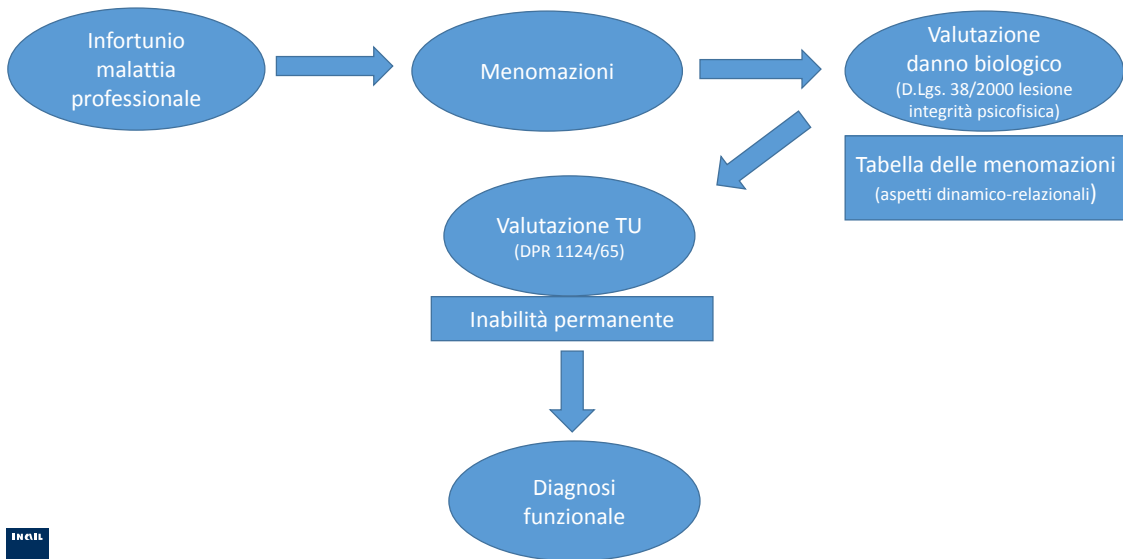 Infortunio
malattia
professionale
Menomazioni
Valutazione
danno biologico
(D.Lgs. 38/2000 lesione
integrità psicofisica)
Tabella delle menomazioni
(aspetti dinamico-relazionali)
Valutazione TU
(DPR 1124/65)
Inabilità permanente
Diagnosi
funzionale
INAIL